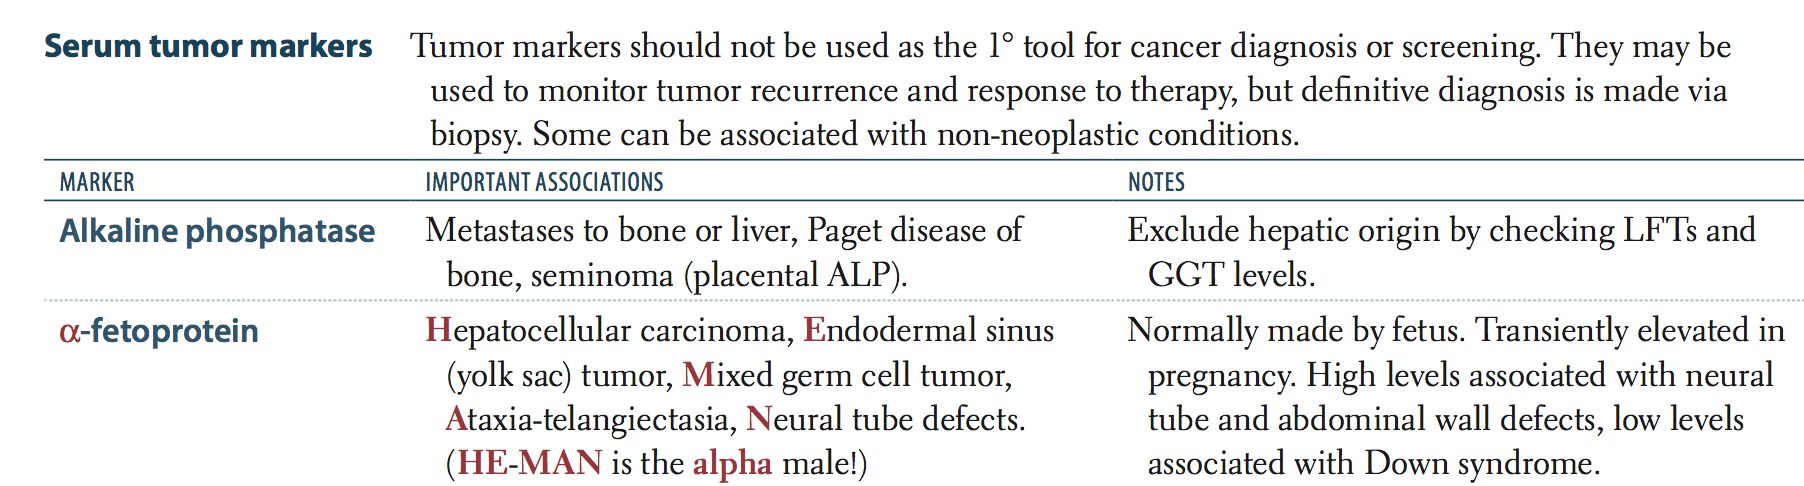 Serum tumor markers Tumor markers should not be used as the 1° tool for cancer diagnosis or screening. They may be
used to monitor tumor recurrence and response to therapy, but definitive diagnosis is made via
biopsy. Some can be associated with non-neoplastic conditions.
MARKER IMPORTANT ASSOCIATIONS NOTES
Alkaline phosphatase Metastases to bone or liver, Paget disease of Exclude hepatic origin by checking LFTs and
bone, seminoma (placental ALP). GGT levels.
α-fetoprotein Hepatocellular carcinoma, Endodermal sinus Normally made by fetus. Transiently elevated in
(yolk sac) tumor, Mixed germ cell tumor, pregnancy. High levels associated with neural
Ataxia-telangiectasia, Neural tube defects. tube and abdominal wall defects, low levels
(HE-MAN is the alpha male!) associated with Down syndrome.